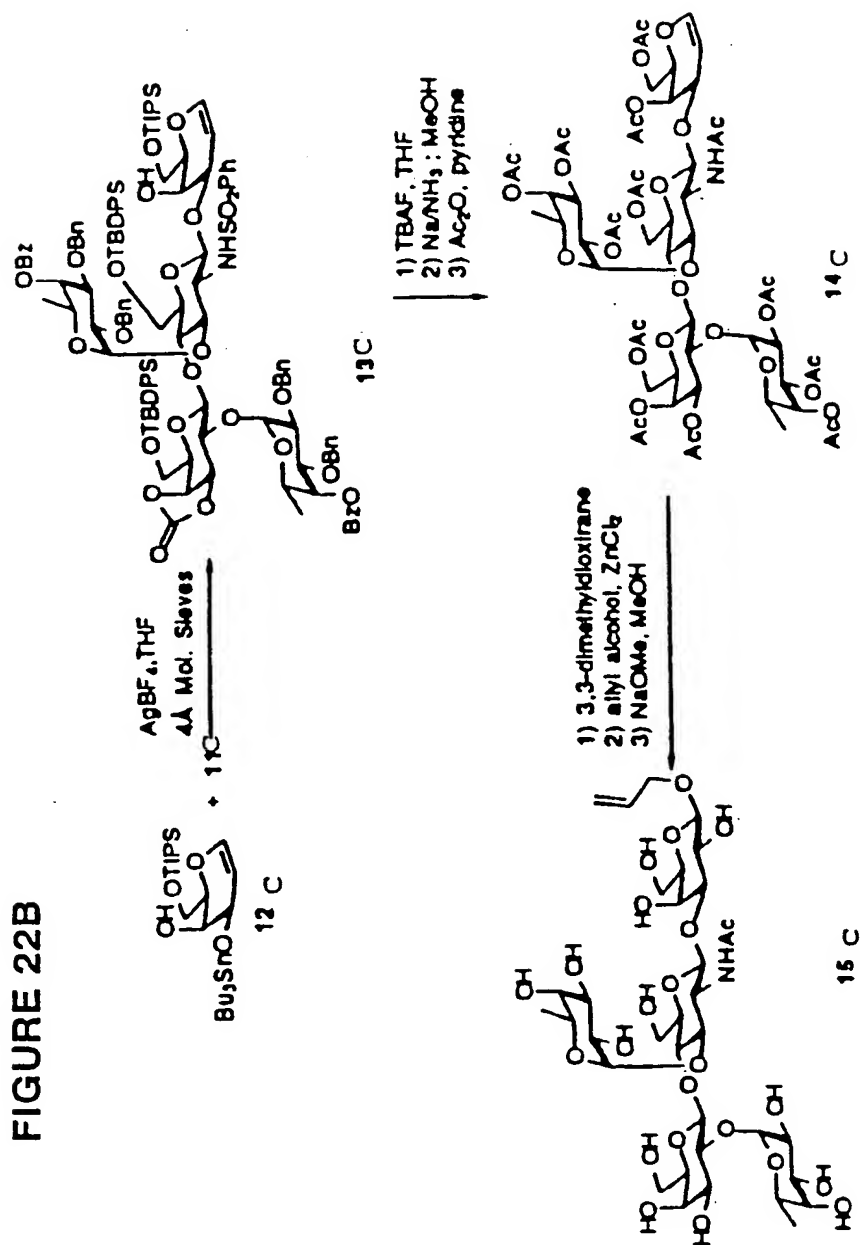 FIGURE 22B
Bu₃SnO
OH
OTIPS
O
12 C
+ 11C
AgBF₄, THF
4Å Mol. Sieves
OBz
OBn
O
OBn
OTBDPS
OH
OTIPS
O
O
O
NHSO₂Ph
O
O
OTBDPS
O
O
O
O
O
O
OBn
O
OBn
BzO
13C
1) TBAF, THF
2) Na/NH₃ ; MeOH
3) Ac₂O, pyridine
OAc
OAc
O
OAc
OAc
AcO
OAc
O
O
O
NHAc
O
O
AcO
OAc
O
AcO
O
OAc
O
OAc
AcO
14C
1) 3,3-dimethyldioxirane
2) allyl alcohol, ZnCl₂
3) NaOMe, MeOH
OH
OH
O
OH
OH
HO
OH
O
O
OH
O
O
NHAc
O
O
HO
OH
O
HO
O
OH
O
OH
HO
15 C